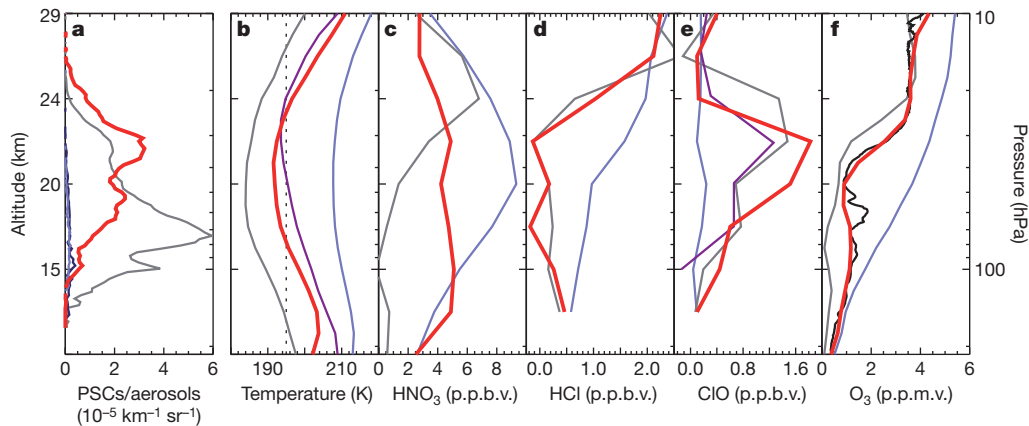 29
24
20
15
Altitude (km)
a
0 2 4 6
PSCs/aerosols
(10⁻⁵ km⁻¹ sr⁻¹)
b
190 210
Temperature (K)
c
0 2 4 6 8 10
HNO₃ (p.p.b.v.)
d
0 1.0 2.0
HCl (p.p.b.v.)
e
0 0.8 1.6
ClO (p.p.b.v.)
f
0 2 4 6
O₃ (p.p.m.v.)
10
100
Pressure (hPa)